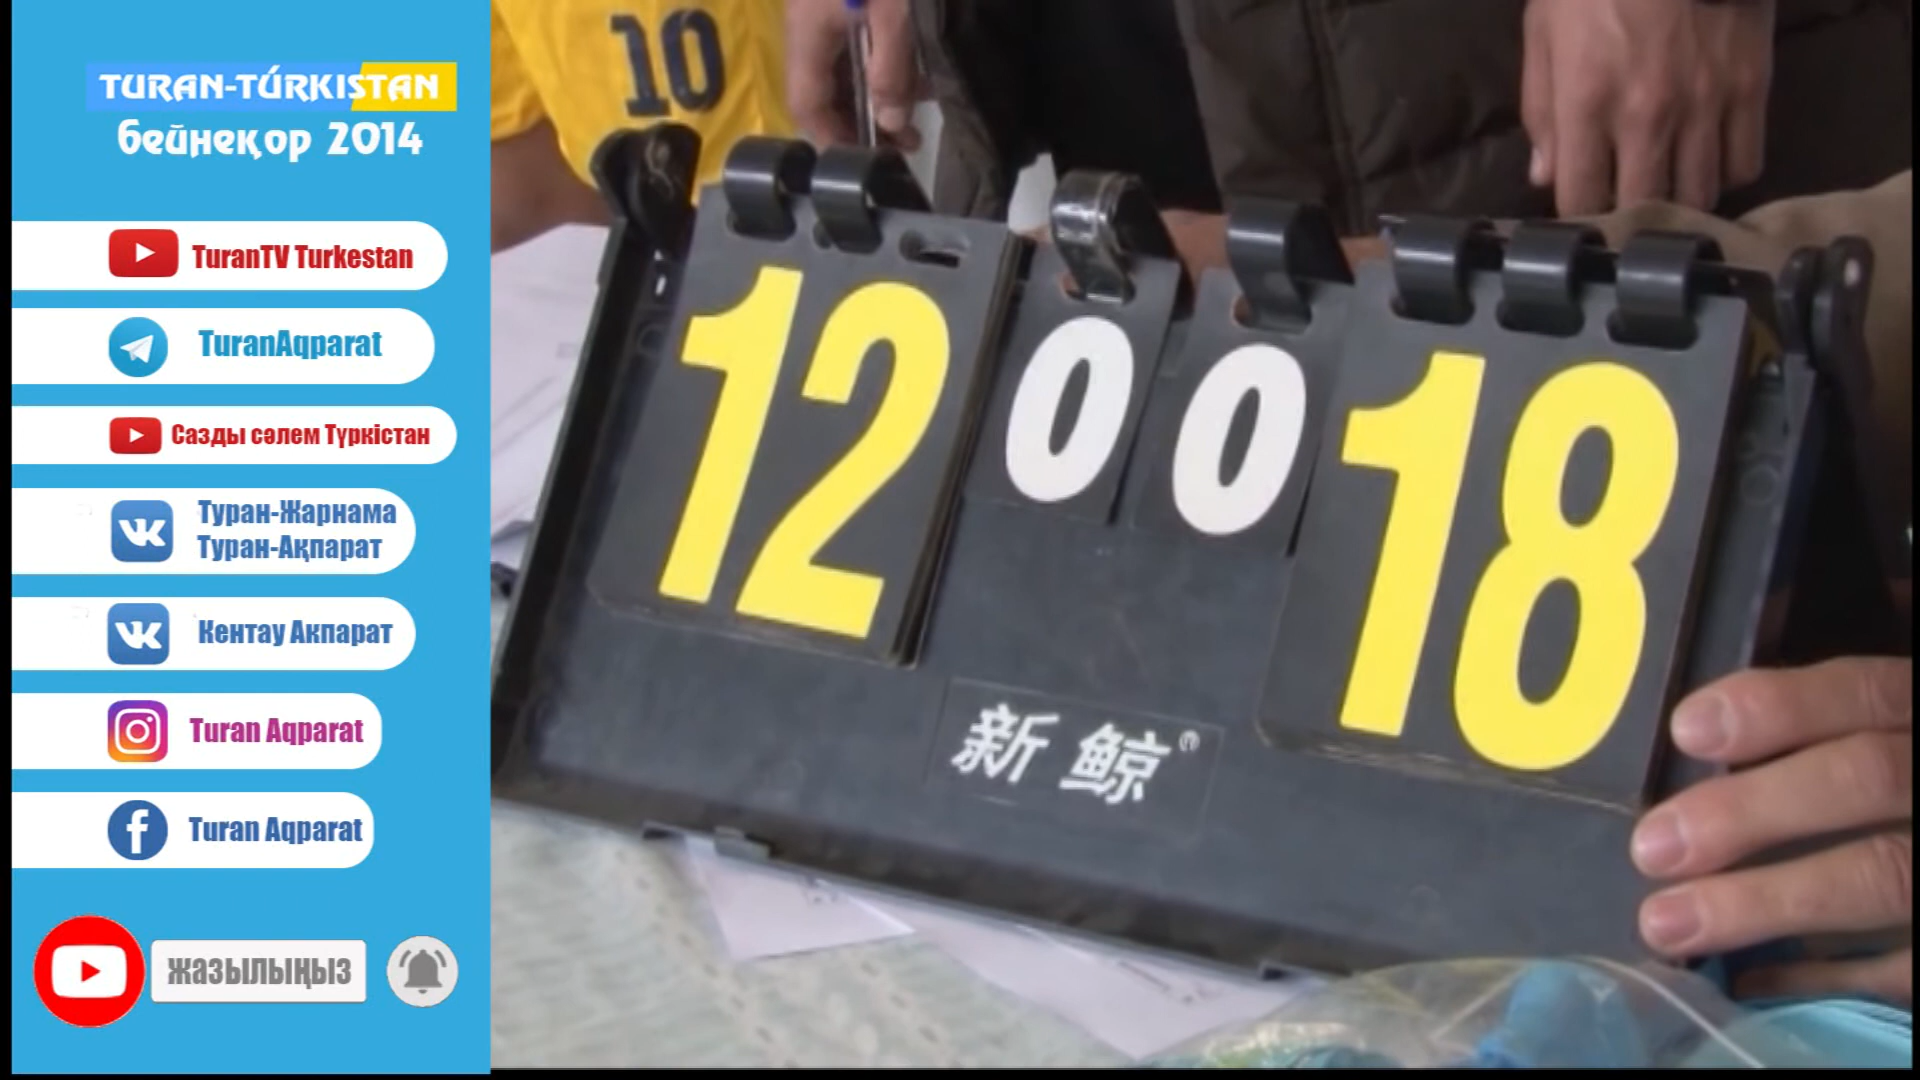 TURAN-TÚRKISTAN
бейнеқор 2014
TuranTV Turkestan
TuranAqparat
Сазды сәлем Түркістан
Туран-Жарнама
Туран-Ақпарат
Кентау Акпарат
Turan Aqparat
Turan Aqparat
жазылыңыз
10
12 0 0 18
新鲸®